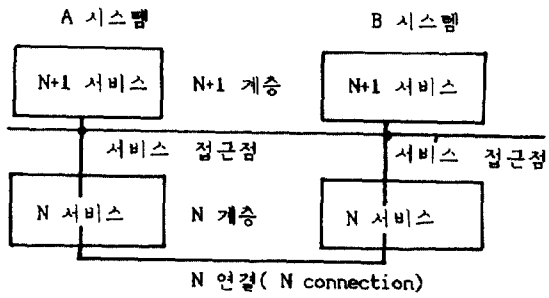 A 시스템 B 시스템
N+1 서비스 N+1 계층 N+1 서비스
서비스 접근점 서비스 접근점
N 서비스 N 계층 N 서비스
N 연결( N connection)